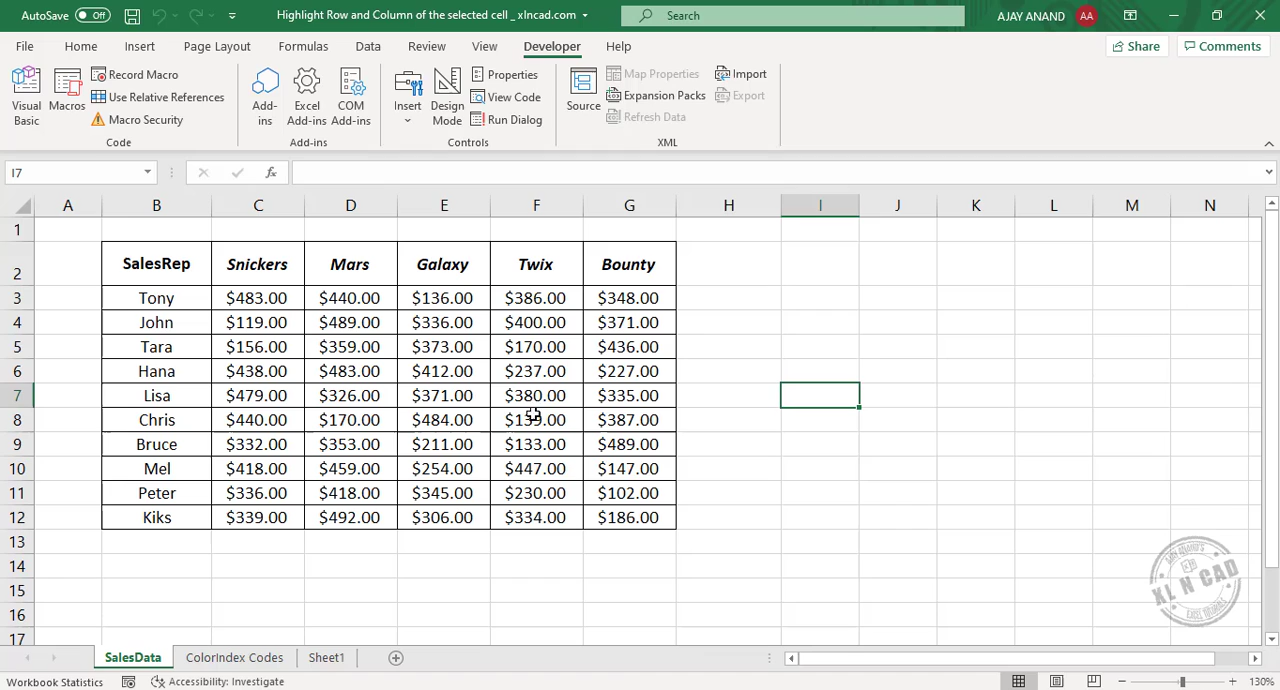 AutoSave Off Highlight Row and Column of the selected cell _ xlncad.com Search AJAY ANAND AA
File Home Insert Page Layout Formulas Data Review View Developer Help Share Comments
Visual Basic Macros Record Macro Use Relative References Macro Security
Add-ins Excel Add-ins COM Add-ins
Insert Design Mode Properties View Code Run Dialog
Source Map Properties Expansion Packs Refresh Data Import Export
Code Add-ins Controls XML
I7 fx
A B C D E F G H I J K L M N
1
2 SalesRep Snickers Mars Galaxy Twix Bounty
3 Tony $483.00 $440.00 $136.00 $386.00 $348.00
4 John $119.00 $489.00 $336.00 $400.00 $371.00
5 Tara $156.00 $359.00 $373.00 $170.00 $436.00
6 Hana $438.00 $483.00 $412.00 $237.00 $227.00
7 Lisa $479.00 $326.00 $371.00 $380.00 $335.00
8 Chris $440.00 $170.00 $484.00 $387.00
9 Bruce $332.00 $353.00 $211.00 $133.00 $489.00
10 Mel $418.00 $459.00 $254.00 $447.00 $147.00
11 Peter $336.00 $418.00 $345.00 $230.00 $102.00
12 Kiks $339.00 $492.00 $306.00 $334.00 $186.00
13
14
15
16
17
AJAY ANAND'S
XL N CAD
EXCEL TUTORIALS
SalesData ColorIndex Codes Sheet1
Workbook Statistics Accessibility: Investigate 130%